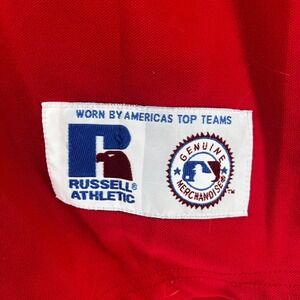 WORN BY AMERICAS TOP TEAMS
RUSSELL®
ATHLETIC
GENUINE
MERCHANDISE